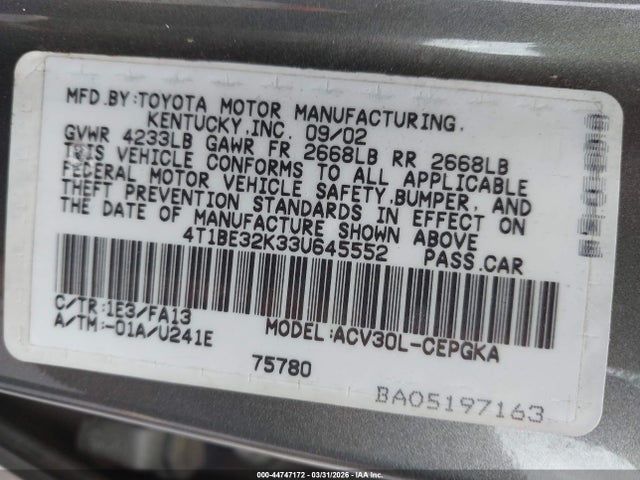 MFD.BY:TOYOTA MOTOR MANUFACTURING,
KENTUCKY,INC. 09/02
GVWR 4233LB GAWR FR 2668LB RR 2668LB
THIS VEHICLE CONFORMS TO ALL APPLICABLE
FEDERAL MOTOR VEHICLE SAFETY,BUMPER, AND
THEFT PREVENTION STANDARDS IN EFFECT ON
THE DATE OF MANUFACTURE SHOWN ABOVE
4T1BE32K33U645552 PASS.CAR
C/TR:1E3/FA13
A/TM:-01A/U241E
MODEL:ACV30L-CEPGKA
75780
BA05197163
000-44747172 | 03/31/2026 © IAA, Inc.